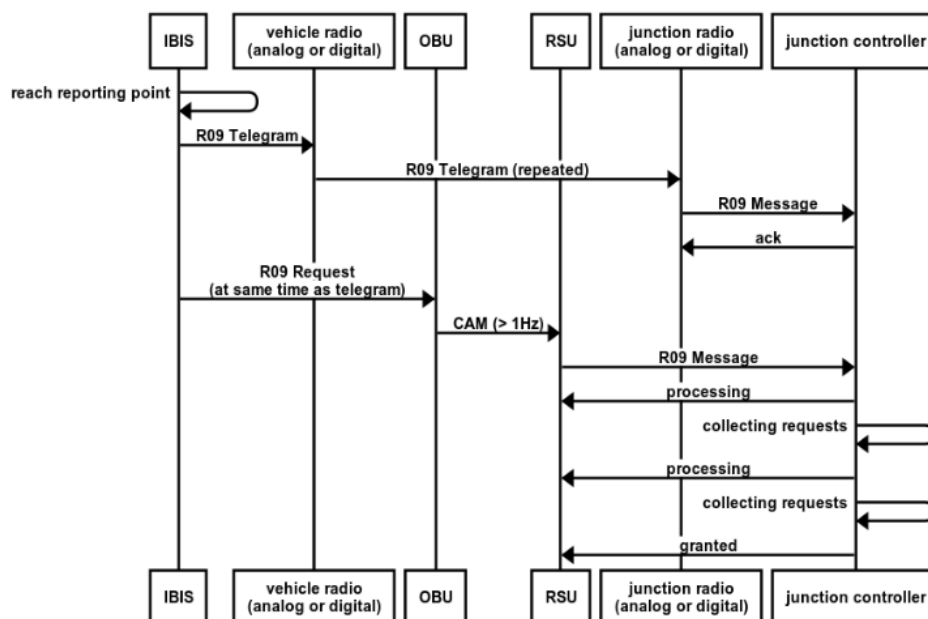 IBIS
vehicle radio
(analog or digital)
OBU
RSU
junction radio
(analog or digital)
junction controller
reach reporting point
R09 Telegram
R09 Telegram (repeated)
R09 Message
ack
R09 Request
(at same time as telegram)
CAM (> 1Hz)
R09 Message
processing
collecting requests
processing
collecting requests
granted
IBIS
vehicle radio
(analog or digital)
OBU
RSU
junction radio
(analog or digital)
junction controller